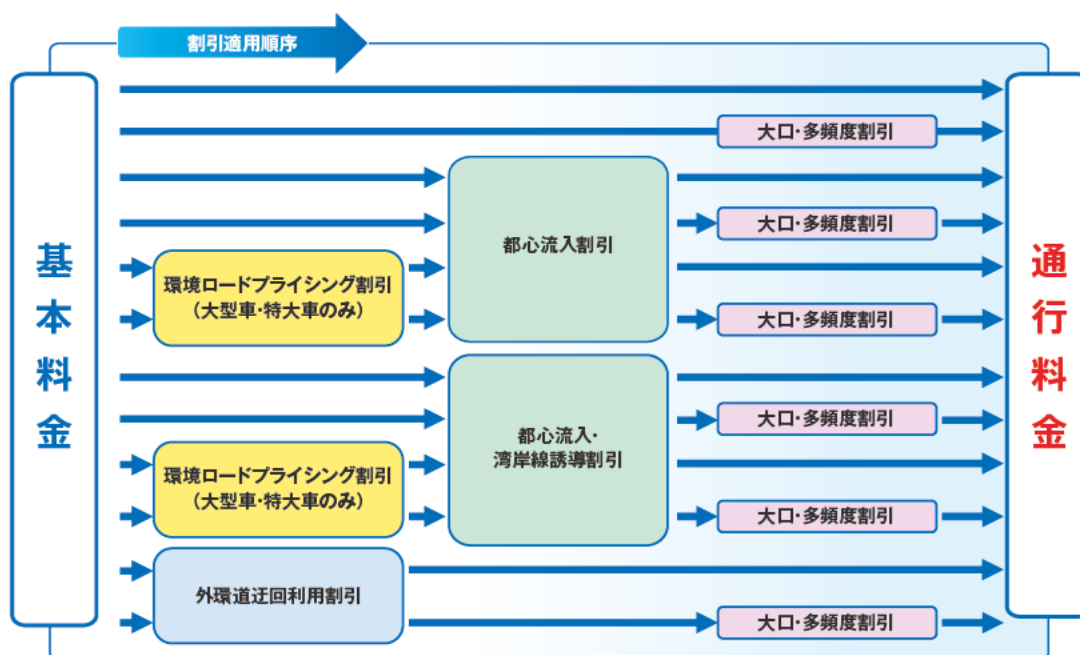 割引適用順序
基本料金
大口・多頻度割引
都心流入割引
大口・多頻度割引
環境ロードプライシング割引
（大型車・特大車のみ）
大口・多頻度割引
都心流入・
湾岸線誘導割引
大口・多頻度割引
環境ロードプライシング割引
（大型車・特大車のみ）
大口・多頻度割引
外環道迂回利用割引
大口・多頻度割引
通行料金